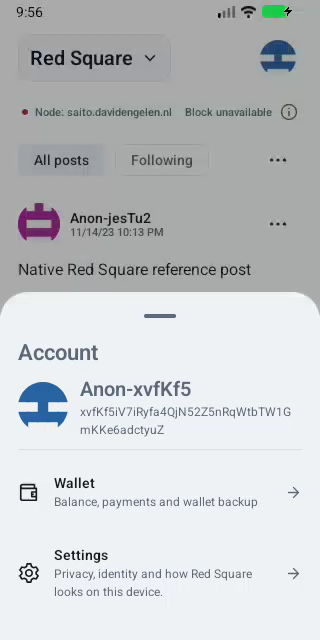 9:56
Red Square
Node: saito.davidengelen.nl Block unavailable
All posts Following
Anon-jesTu2
11/14/23 10:13 PM
Native Red Square reference post
Account
Anon-xvfKf5
xvfKf5iV7iRyfa4QjN52Z5nRqWtbTW1G
mKKe6adctyuZ
Wallet
Balance, payments and wallet backup
Settings
Privacy, identity and how Red Square
looks on this device.